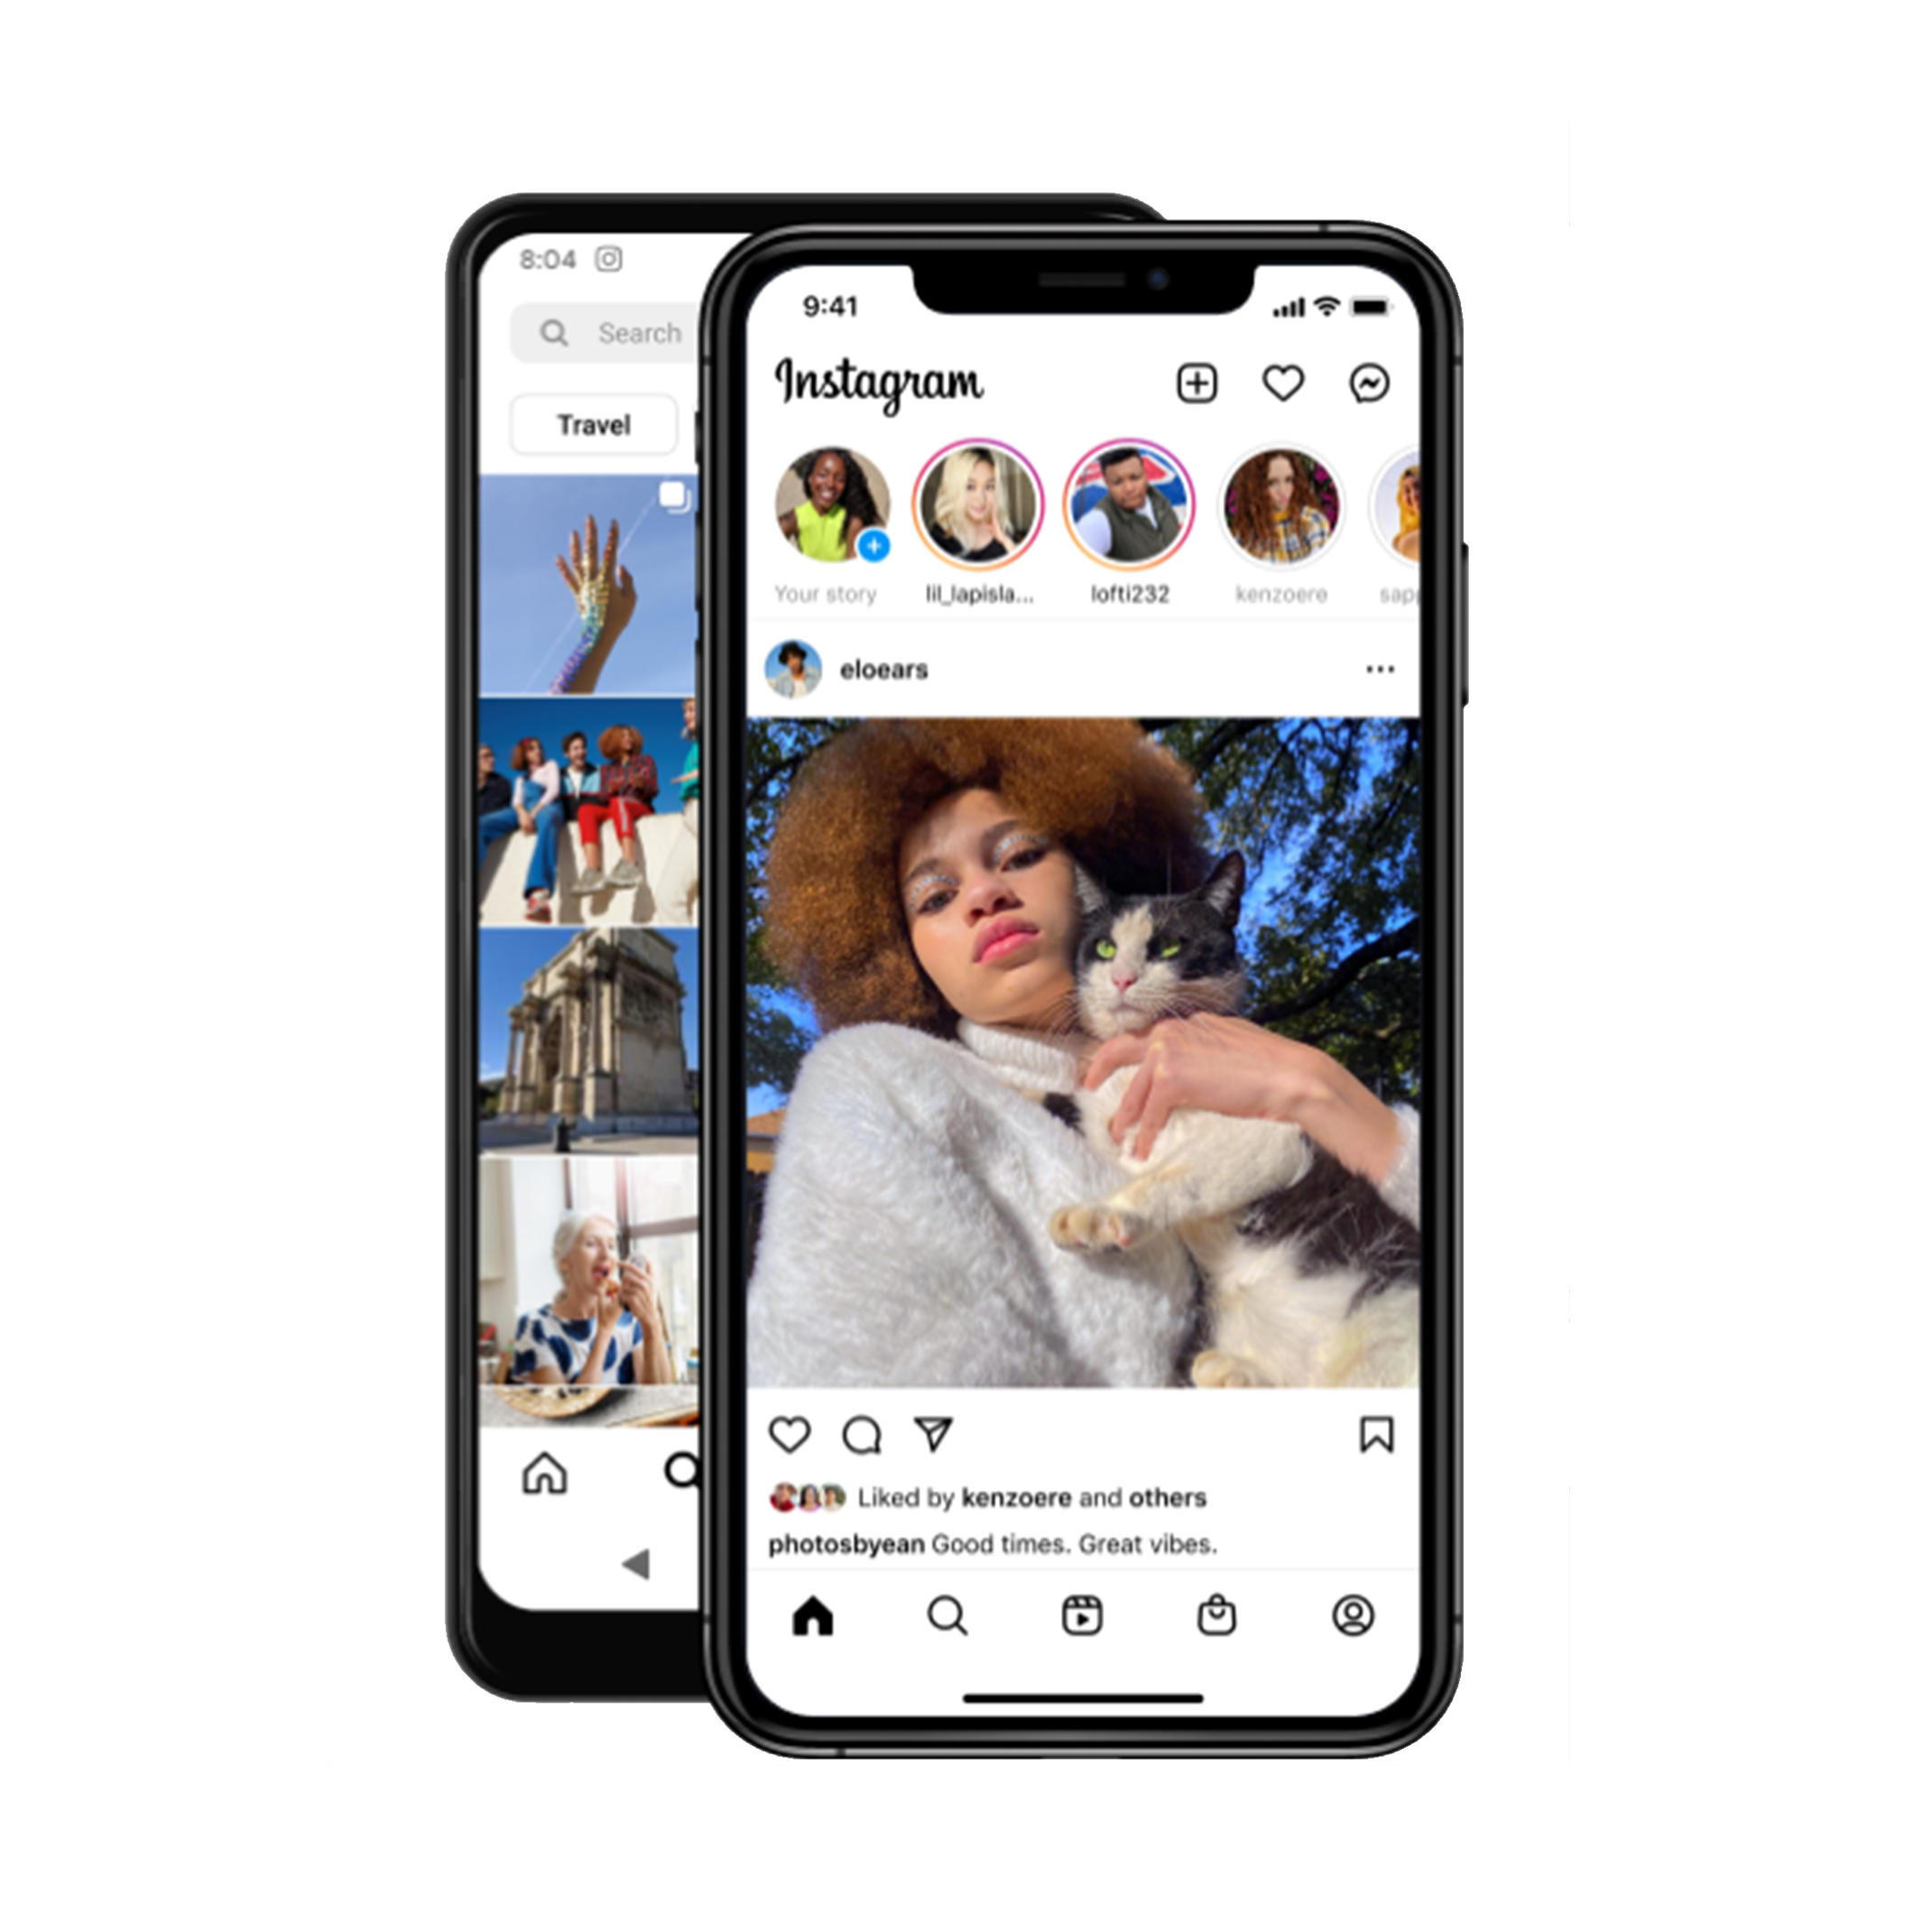 8:04
Search
Travel
9:41
Instagram
Your story lil_lapisla... lofti232 kenzoere sap
eloears
Liked by kenzoere and others
photosbyean Good times. Great vibes.